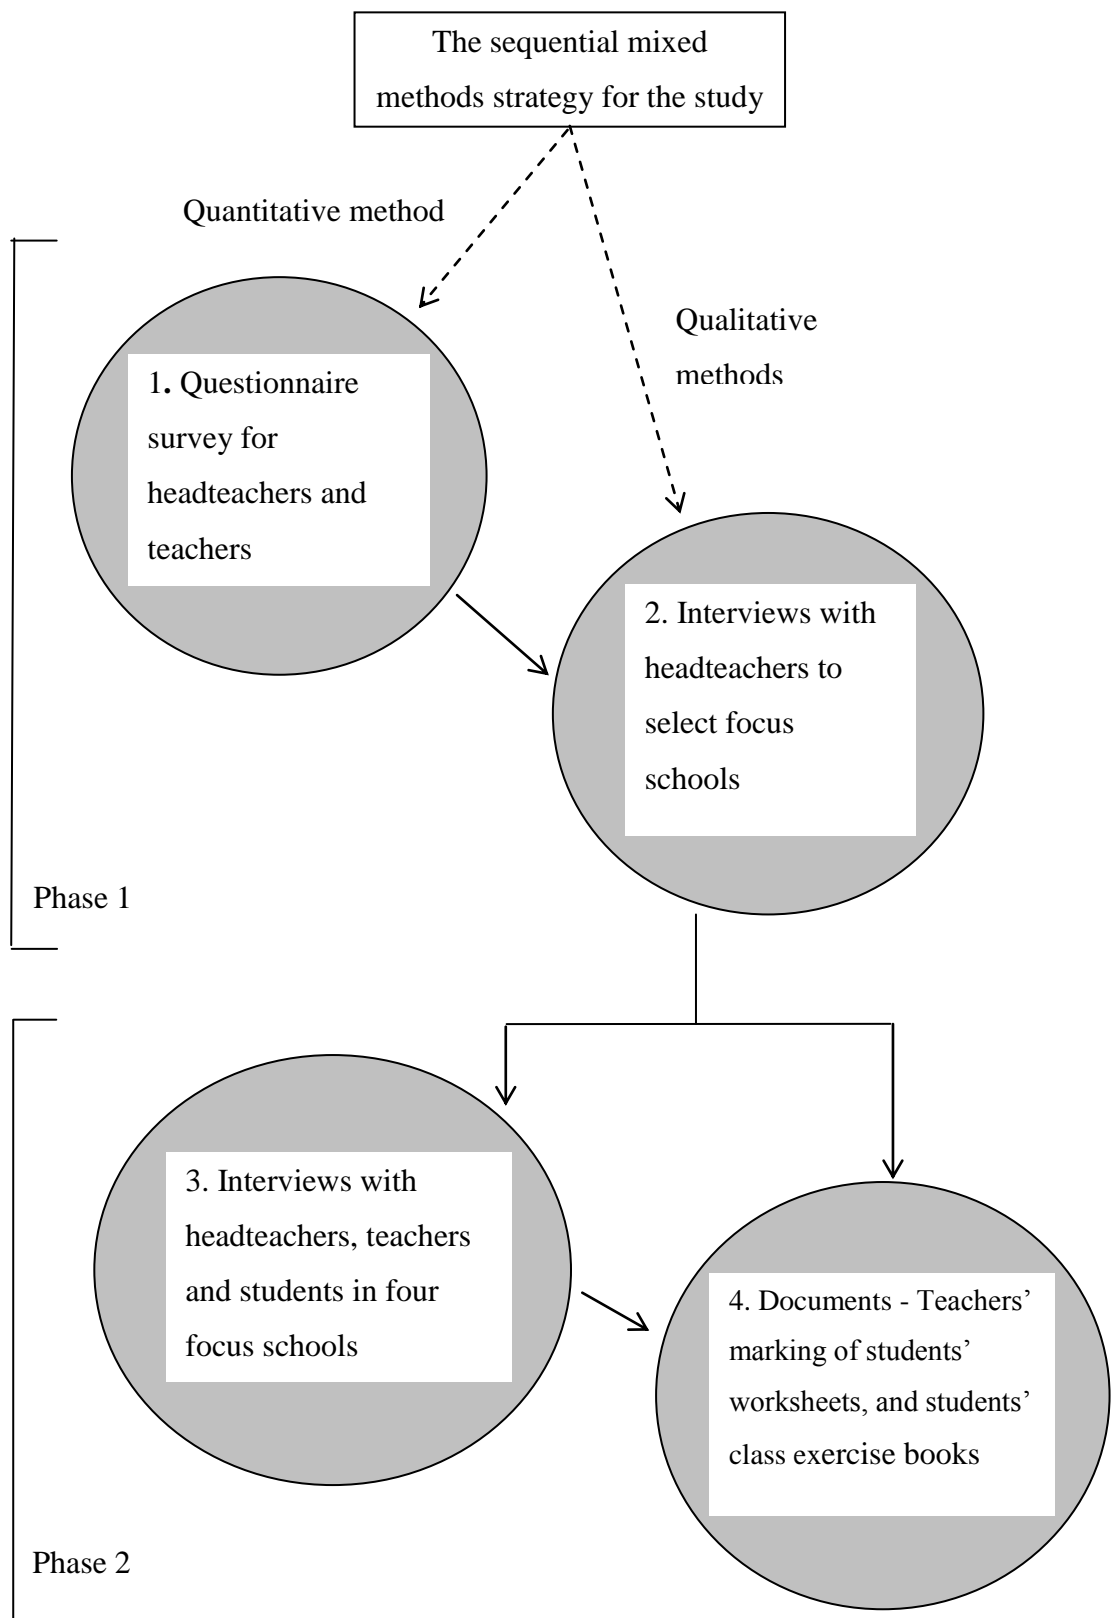 The sequential mixed
methods strategy for the study
Quantitative method
Qualitative
methods
1. Questionnaire
survey for
headteachers and
teachers
2. Interviews with
headteachers to
select focus
schools
Phase 1
3. Interviews with
headteachers, teachers
and students in four
focus schools
4. Documents - Teachers’
marking of students’
worksheets, and students’
class exercise books
Phase 2